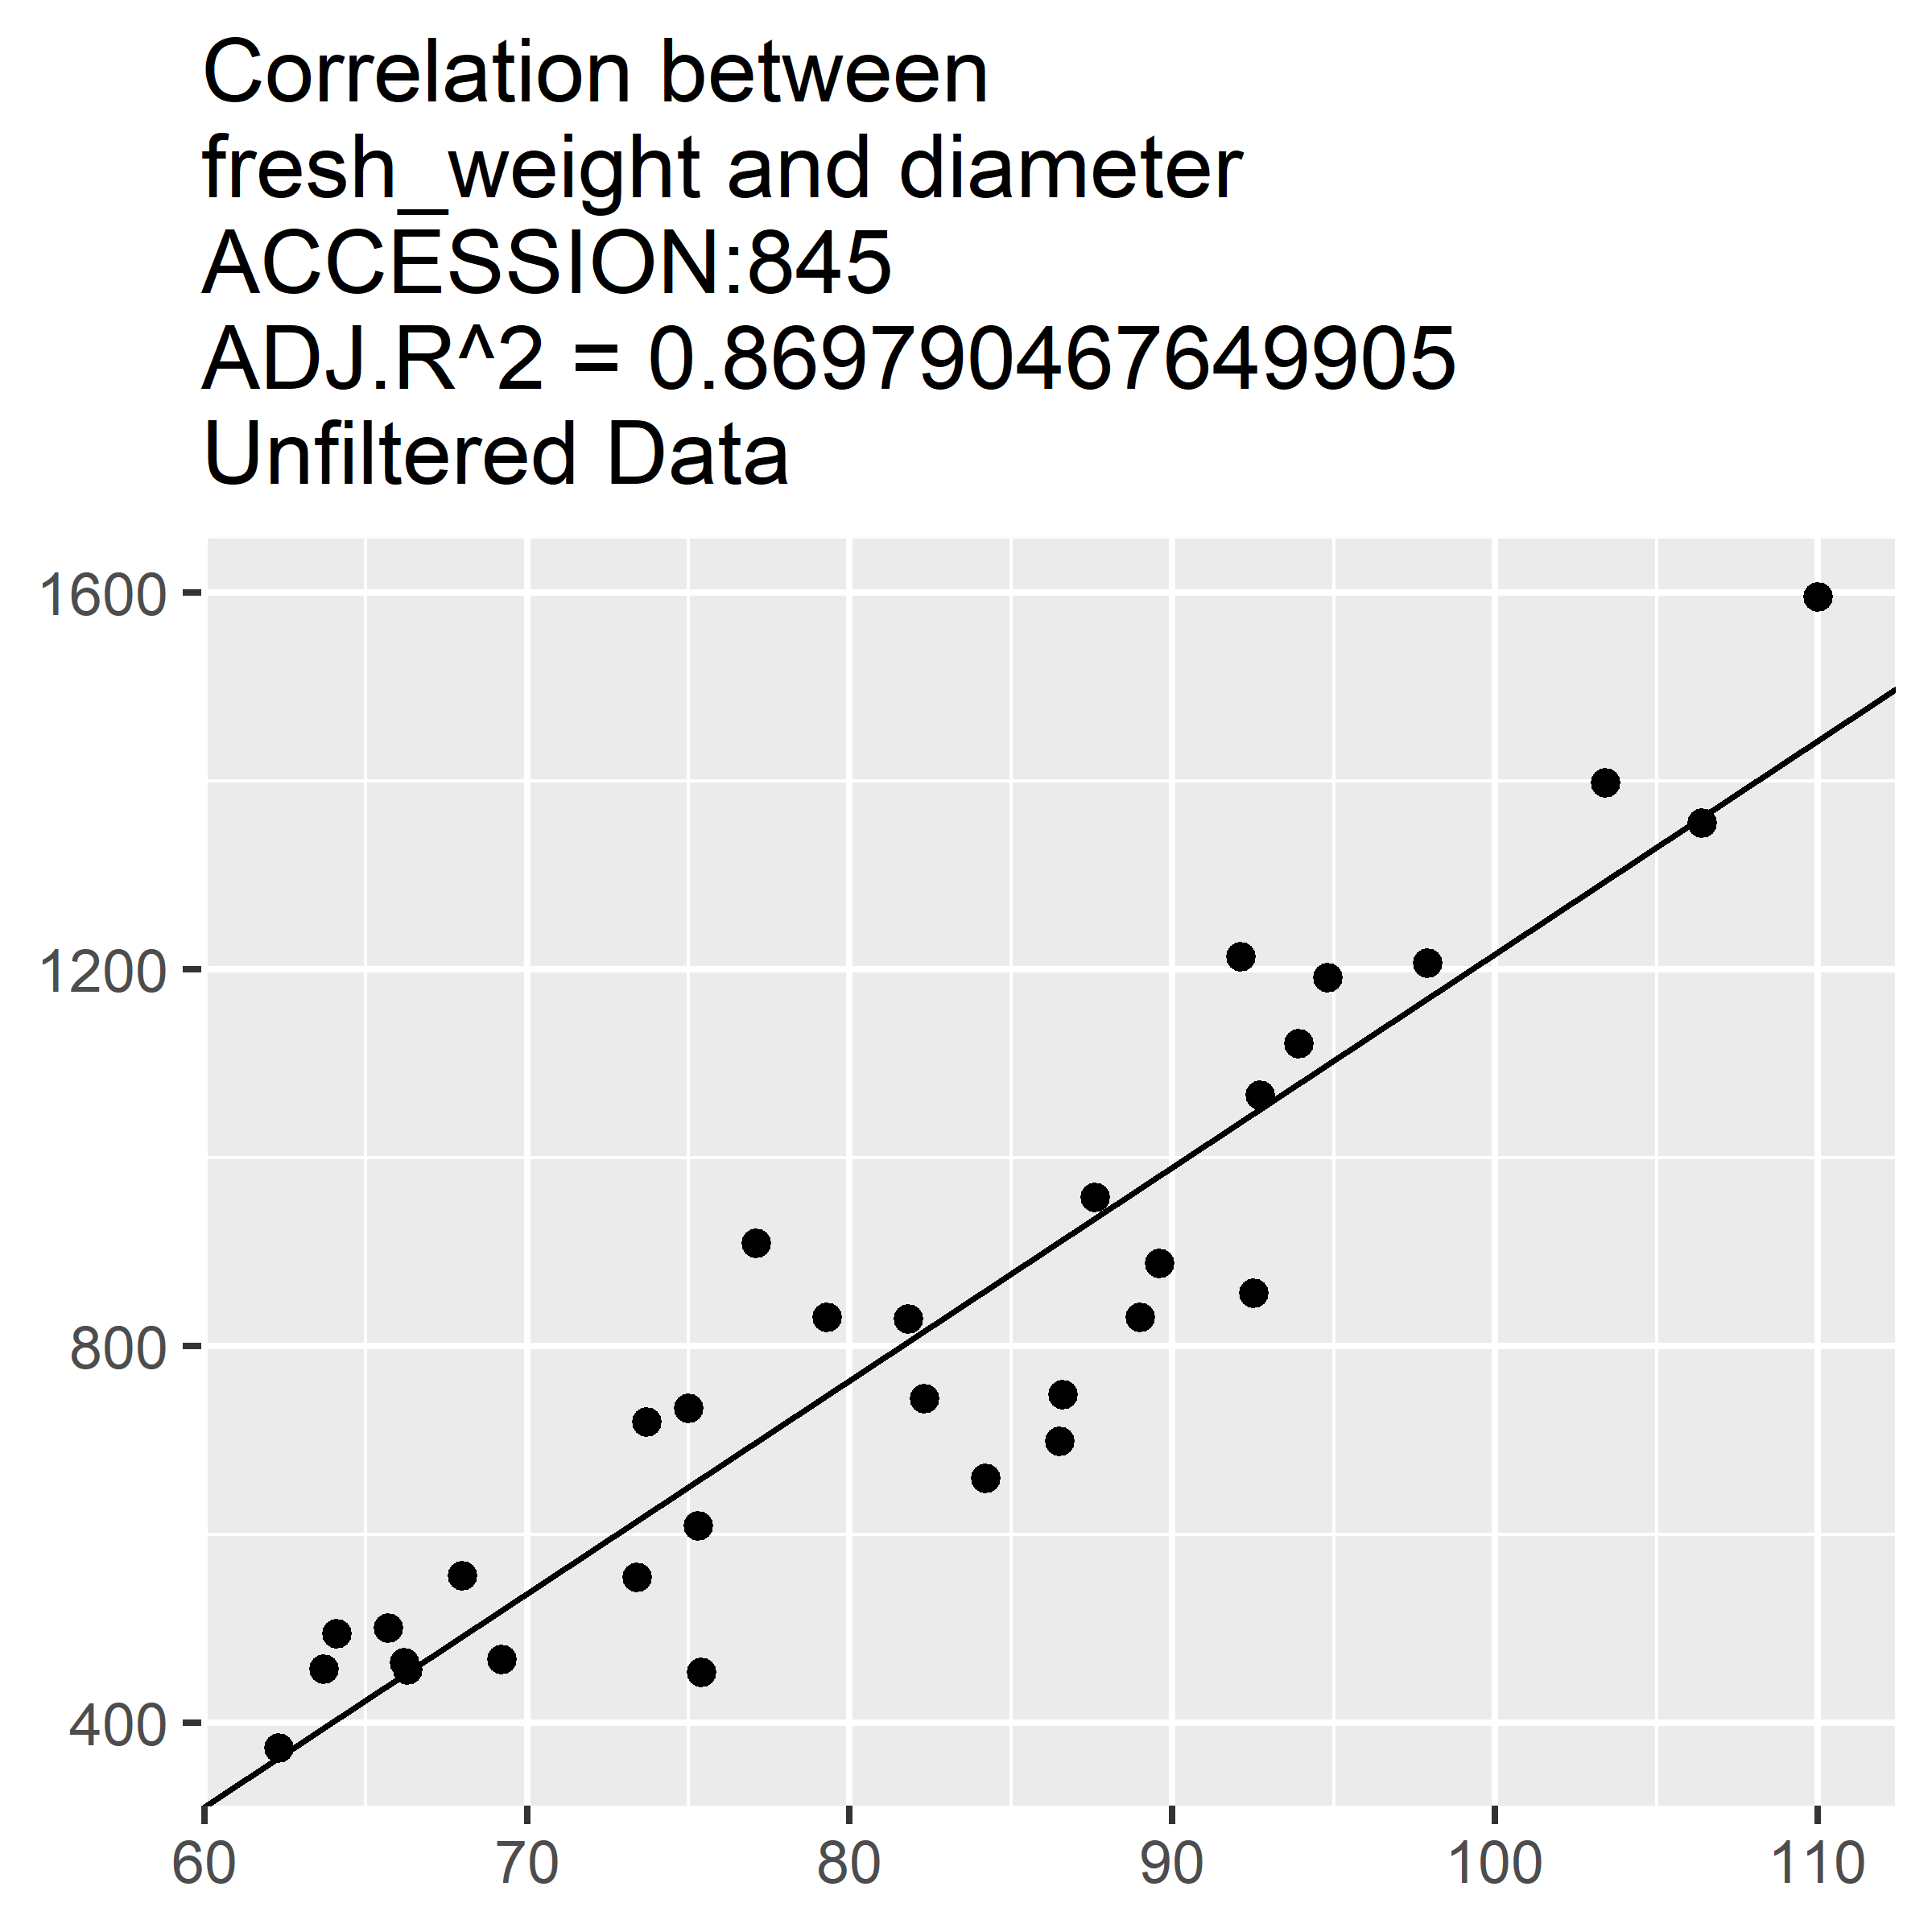 Correlation between
fresh_weight and diameter
ACCESSION:845
ADJ.R^2 = 0.869790467649905
Unfiltered Data
1600
1200
800
400
60 70 80 90 100 110